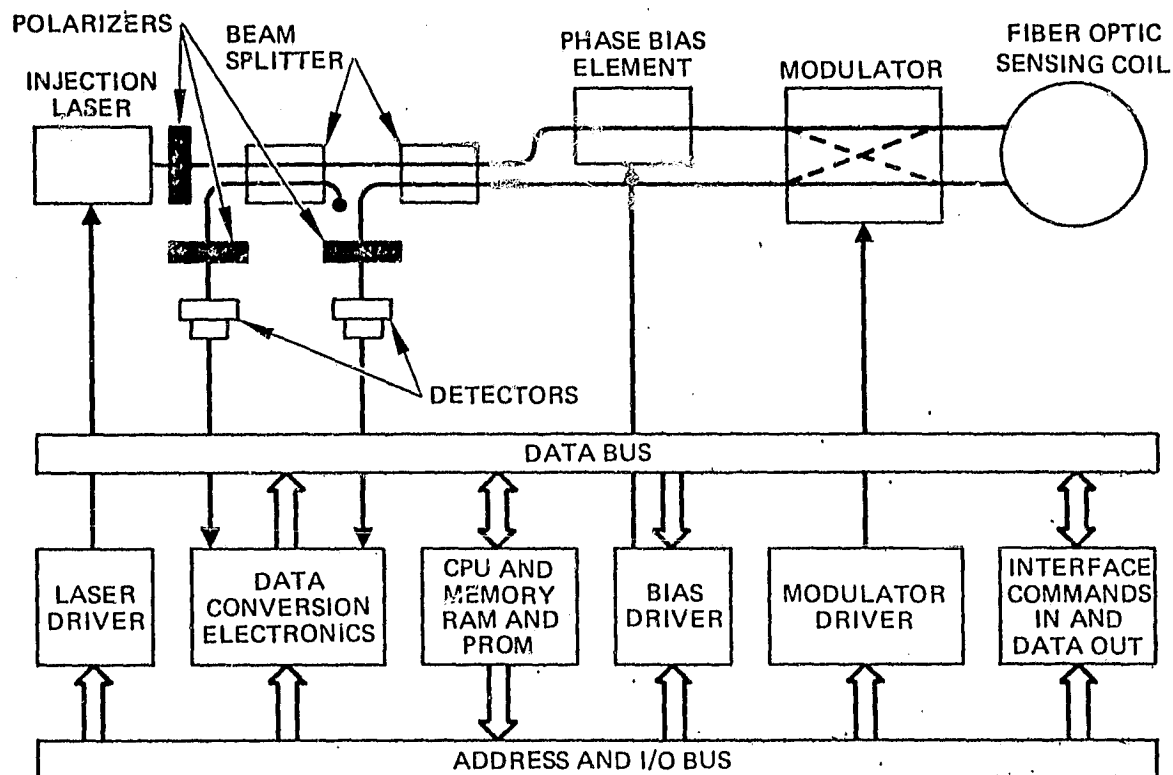 POLARIZERS
BEAM
SPLITTER
INJECTION
LASER
PHASE BIAS
ELEMENT
MODULATOR
FIBER OPTIC
SENSING COIL
DETECTORS
DATA BUS
LASER
DRIVER
DATA
CONVERSION
ELECTRONICS
CPU AND
MEMORY
RAM AND
PROM
BIAS
DRIVER
MODULATOR
DRIVER
INTERFACE
COMMANDS
IN AND
DATA OUT
ADDRESS AND I/O BUS